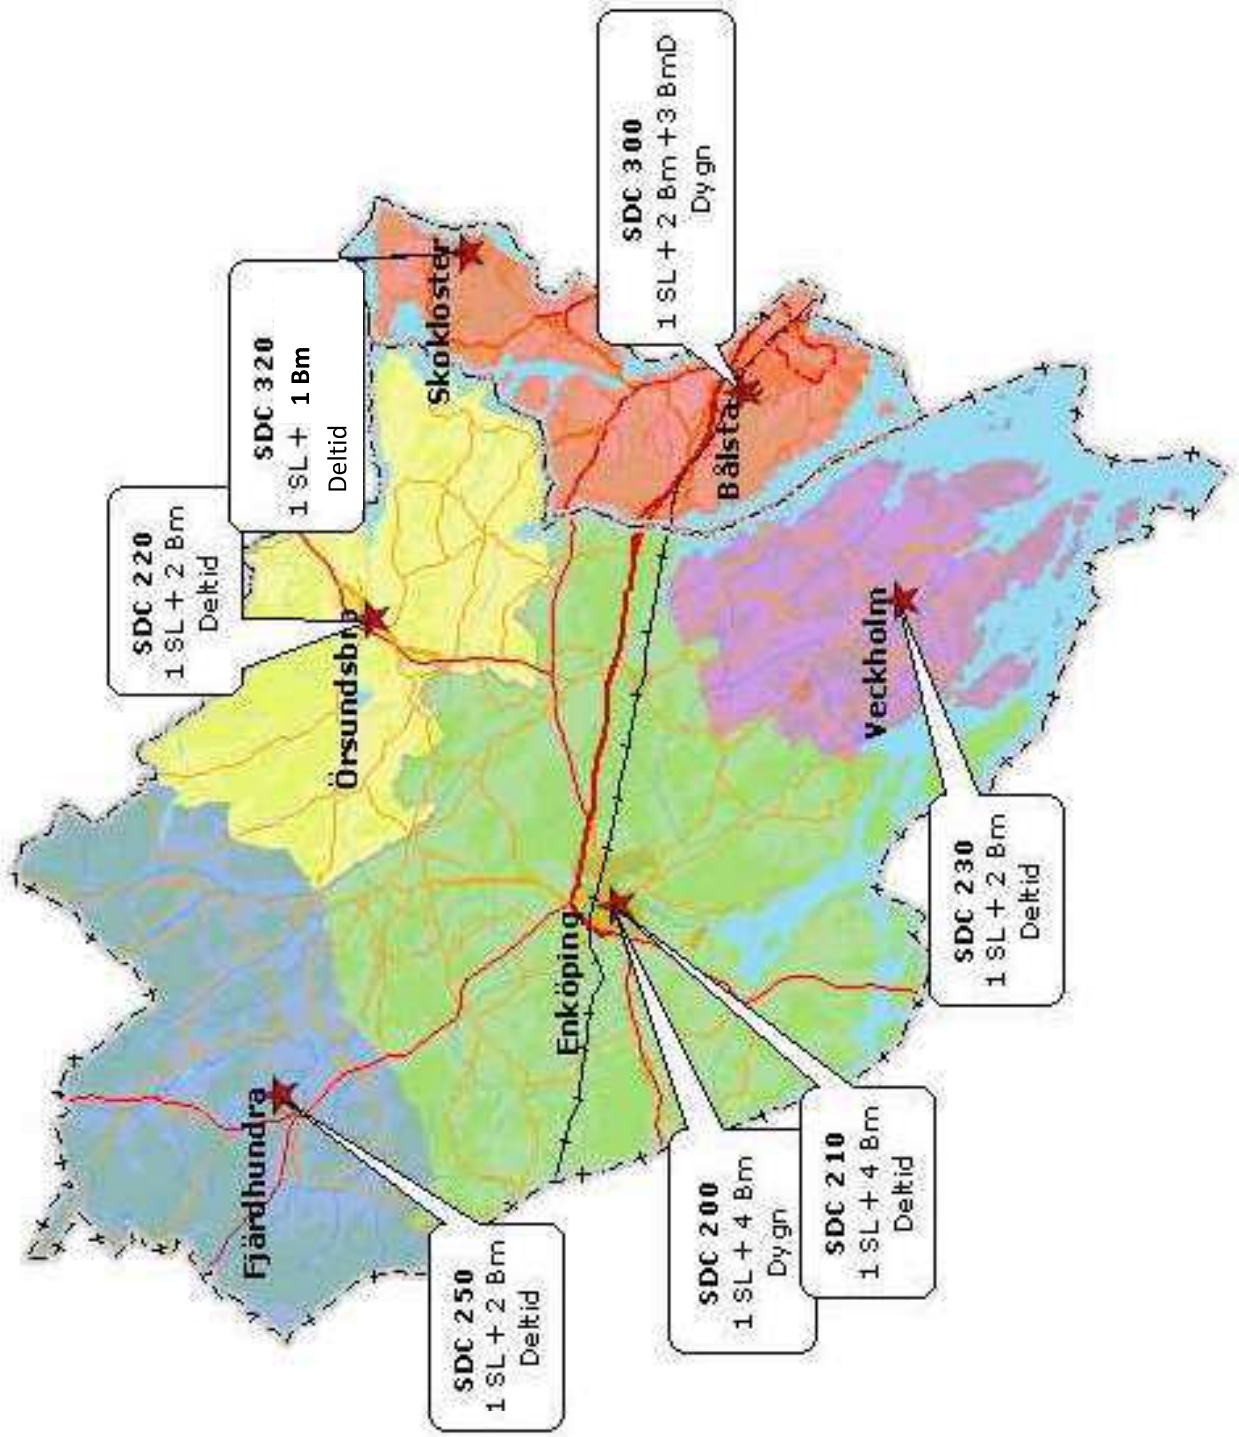 SDC 250
1 SL + 2 Bm
Deltid
Fjärdhundra
SDC 220
1 SL + 2 Bm
Deltid
Örsundsbro
SDC 320
1 SL + 1 Bm
Deltid
Skokloster
Enköping
SDC 200
1 SL + 4 Bm
Dygn
SDC 210
1 SL + 4 Bm
Deltid
SDC 300
1 SL + 2 Bm + 3 BmD
Dygn
Bålsta
Veckholm
SDC 230
1 SL + 2 Bm
Deltid